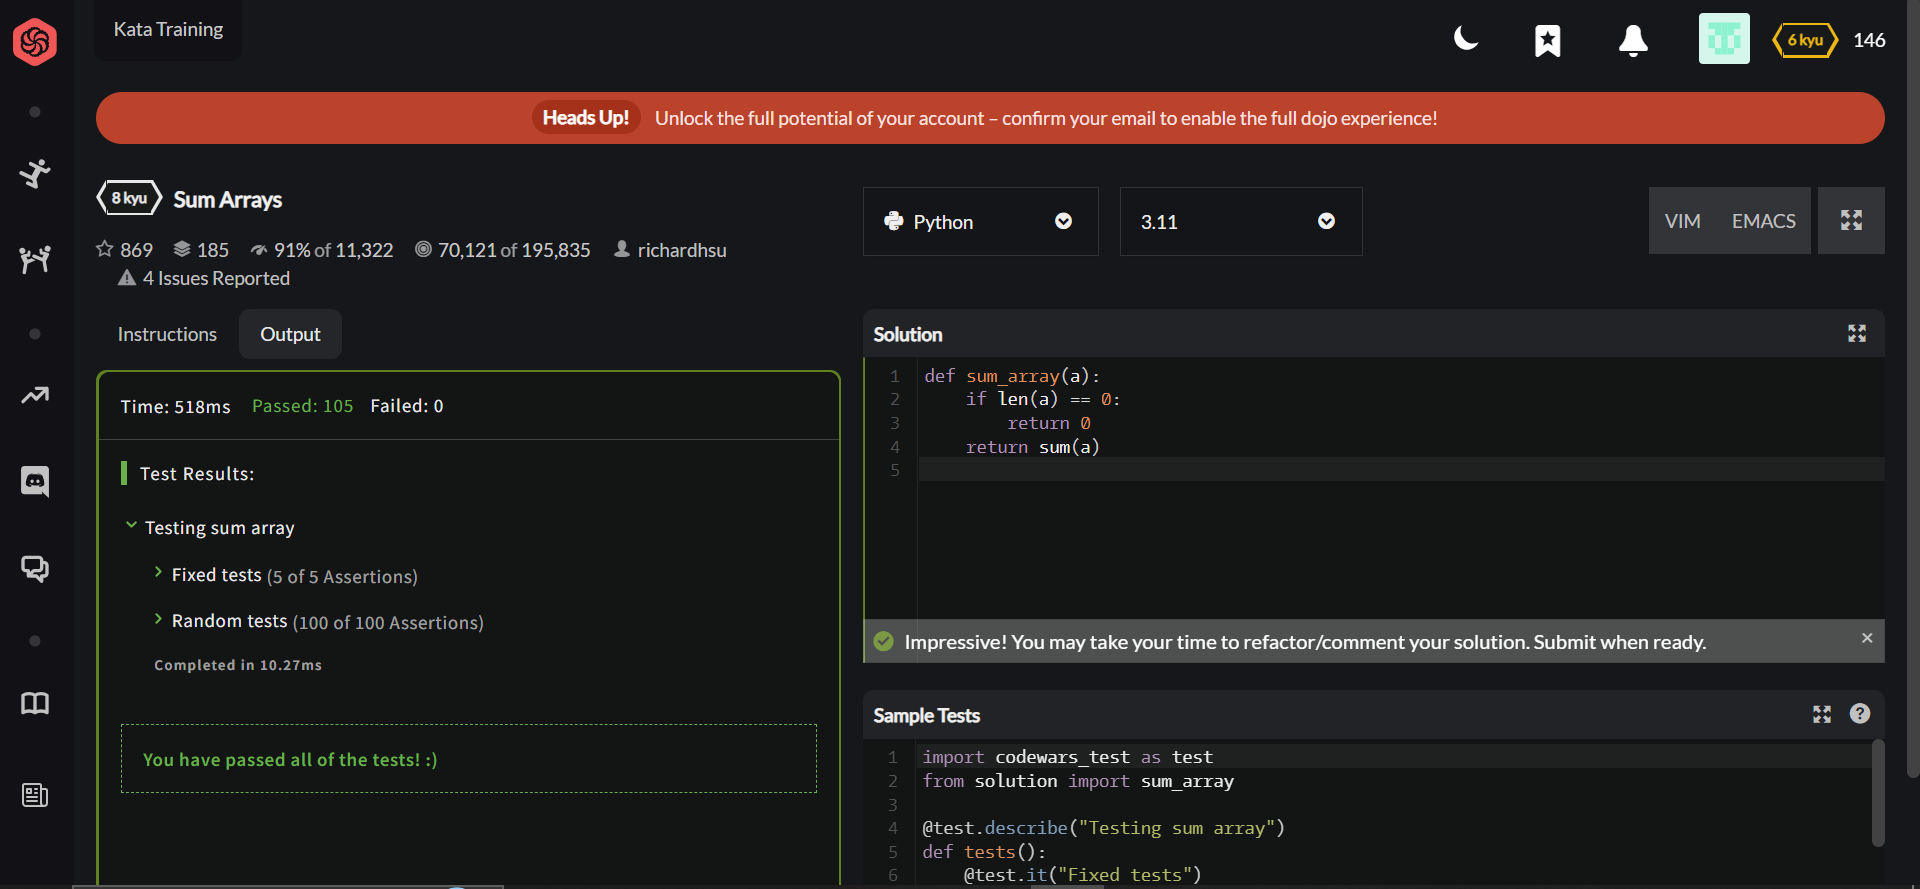 Kata Training
6 kyu 146
Heads Up! Unlock the full potential of your account – confirm your email to enable the full dojo experience!
8 kyu Sum Arrays
869 185 91% of 11,322 70,121 of 195,835 richardhsu
4 Issues Reported
Python
3.11
VIM EMACS
Instructions Output
Time: 518ms Passed: 105 Failed: 0
Test Results:
Testing sum array
Fixed tests (5 of 5 Assertions)
Random tests (100 of 100 Assertions)
Completed in 10.27ms
You have passed all of the tests! :)
Solution
1 def sum_array(a):
2     if len(a) == 0:
3         return 0
4     return sum(a)
5
Impressive! You may take your time to refactor/comment your solution. Submit when ready.
Sample Tests
1 import codewars_test as test
2 from solution import sum_array
3
4 @test.describe("Testing sum array")
5 def tests():
6     @test.it("Fixed tests")